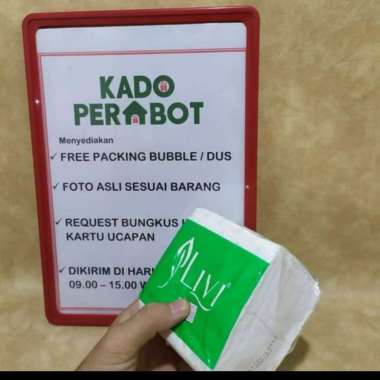 KADO
PERABOT
Menyediakan
✓ FREE PACKING BUBBLE / DUS
✓ FOTO ASLI SESUAI BARANG
✓ REQUEST BUNGKUS
KARTU UCAPAN
✓ DIKIRIM DI HARI
09.00 – 15.00 W
LIVI